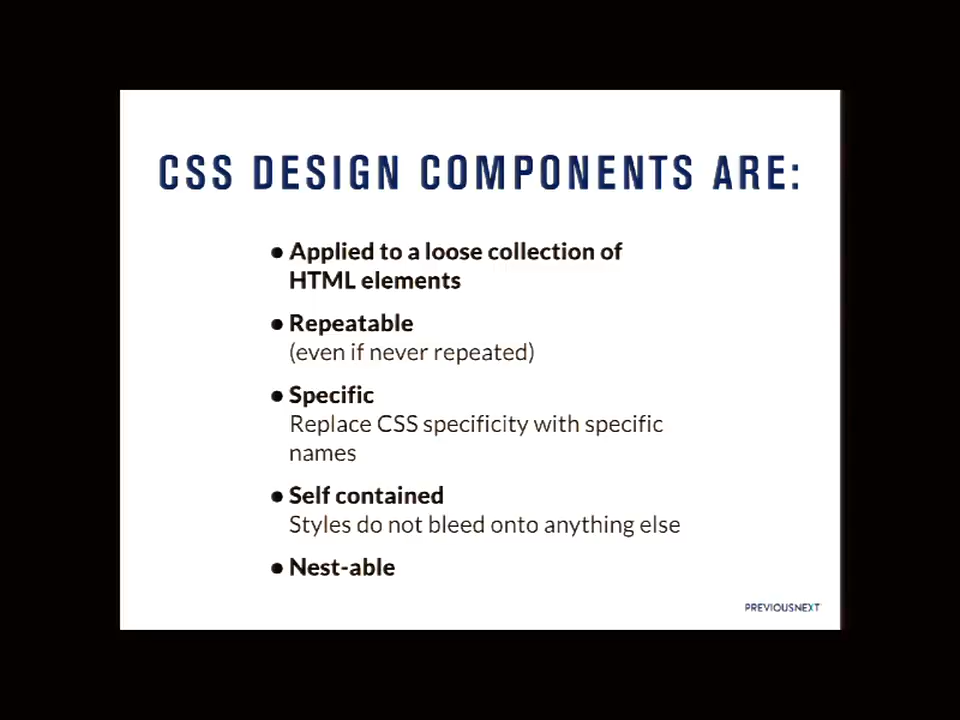 CSS DESIGN COMPONENTS ARE:
● Applied to a loose collection of
HTML elements
● Repeatable
(even if never repeated)
● Specific
Replace CSS specificity with specific
names
● Self contained
Styles do not bleed onto anything else
● Nest-able
PREVIOUSNEXT